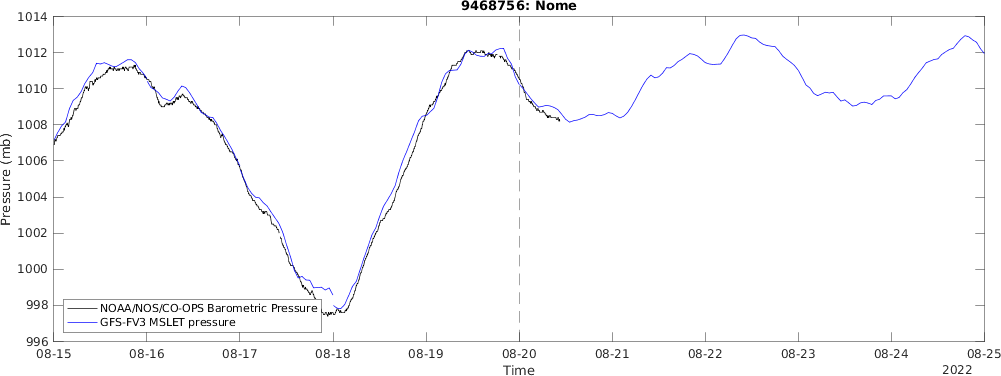 9468756: Nome
Pressure (mb)
1014
1012
1010
1008
1006
1004
1002
1000
998
996
NOAA/NOS/CO-OPS Barometric Pressure
GFS-FV3 MSLET pressure
08-15 08-16 08-17 08-18 08-19 08-20 08-21 08-22 08-23 08-24 08-25
Time
2022